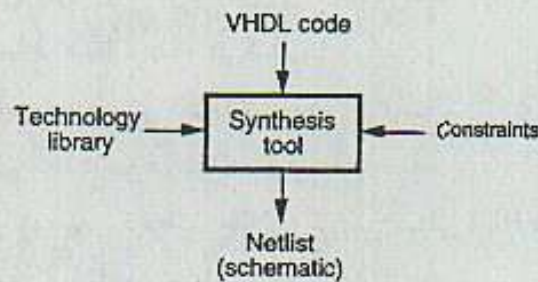 VHDL code
Technology
library
Synthesis
tool
Constraints
Netlist
(schematic)